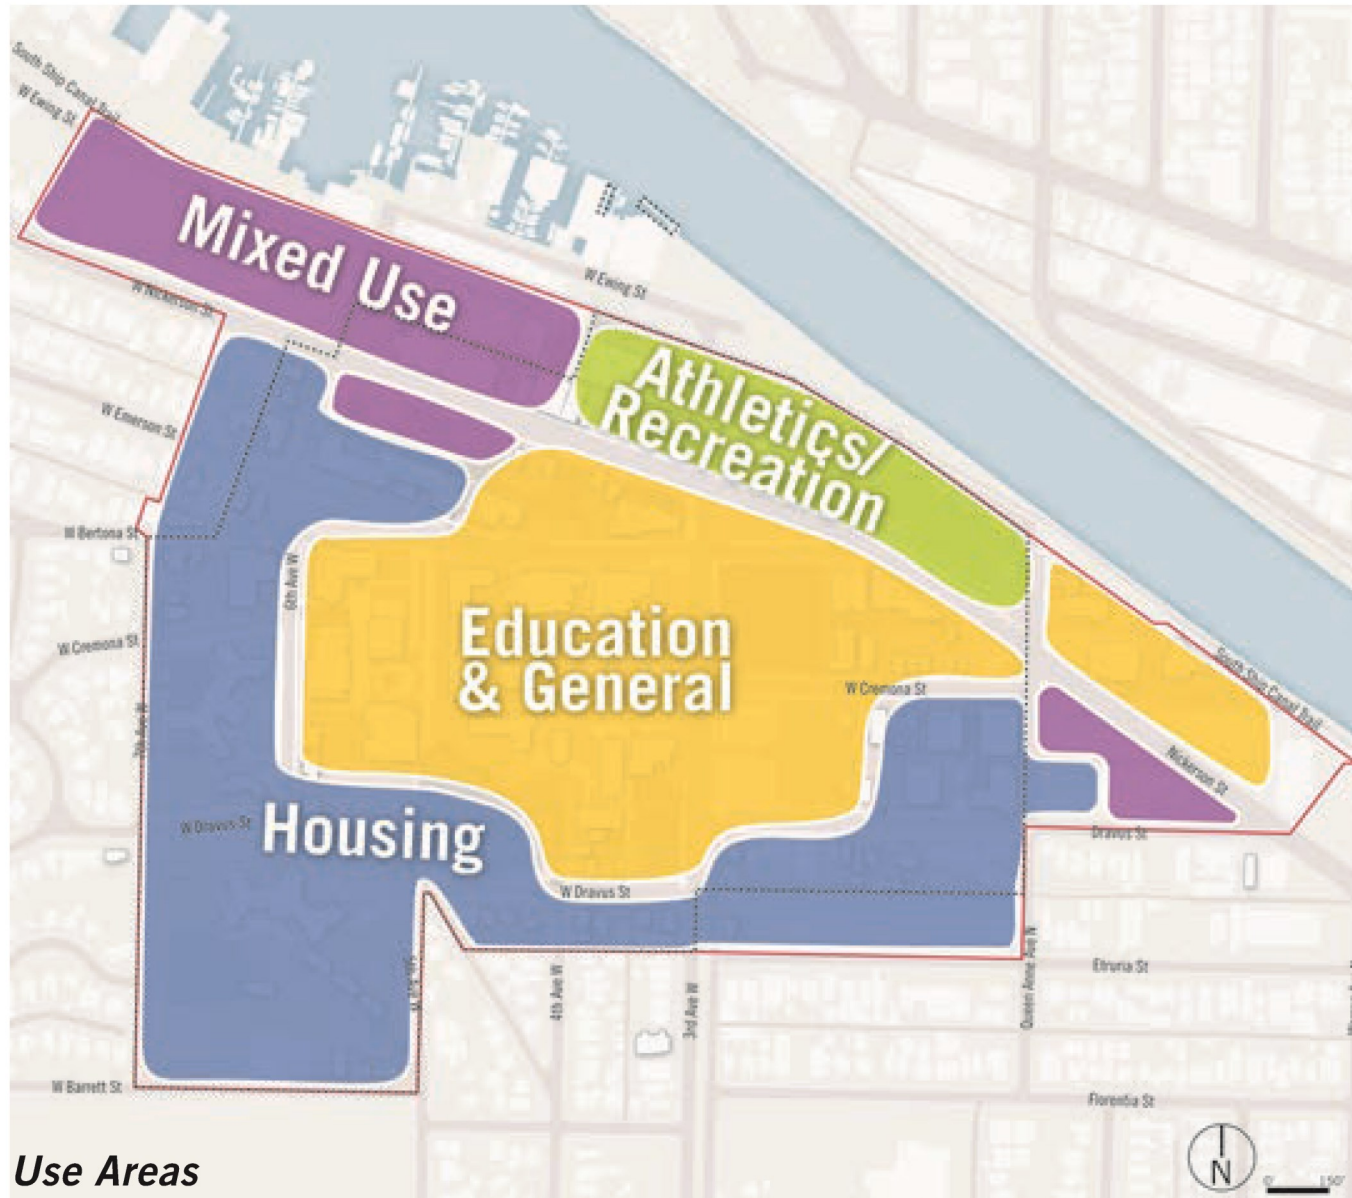 South Ship Canal Trail
W Ewing St
Mixed Use
W Ewing St
W Nickerson St
Athletics/
Recreation
W Emerson St
W Bertona St
6th Ave W
Education
& General
W Cremona St
W Cremona St
South Ship Canal Trail
7th Ave W
Nickerson St
Housing
W Dravus St
Dravus St
W Dravus St
Etruria St
4th Ave W
3rd Ave W
Queen Anne Ave N
W Barrett St
Florentia St
Use Areas
N
0' 150'